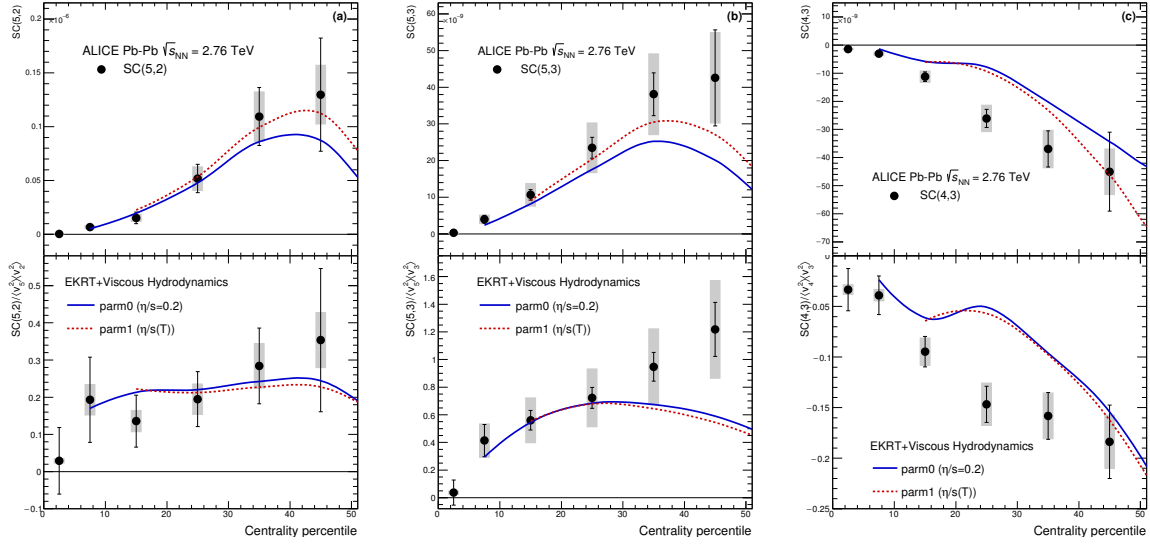 ×10⁻⁶
(a)
SC(5,2)
ALICE Pb-Pb √s_NN = 2.76 TeV
SC(5,2)
0.15
0.1
0.05
0
SC(5,2)/⟨v₅²⟩⟨v₂²⟩
EKRT+Viscous Hydrodynamics
parm0 (η/s=0.2)
parm1 (η/s(T))
0.5
0.4
0.3
0.2
0.1
0
−0.1
0 10 20 30 40 50
Centrality percentile
×10⁻⁹
(b)
SC(5,3)
ALICE Pb-Pb √s_NN = 2.76 TeV
SC(5,3)
60
50
40
30
20
10
0
SC(5,3)/⟨v₅²⟩⟨v₃²⟩
EKRT+Viscous Hydrodynamics
parm0 (η/s=0.2)
parm1 (η/s(T))
1.6
1.4
1.2
1
0.8
0.6
0.4
0.2
0
0 10 20 30 40 50
Centrality percentile
×10⁻⁹
(c)
SC(4,3)
10
0
−10
−20
−30
−40
−50
−60
−70
ALICE Pb-Pb √s_NN = 2.76 TeV
SC(4,3)
SC(4,3)/⟨v₄²⟩⟨v₃²⟩
−0.05
−0.1
−0.15
−0.2
−0.25
EKRT+Viscous Hydrodynamics
parm0 (η/s=0.2)
parm1 (η/s(T))
0 10 20 30 40 50
Centrality percentile